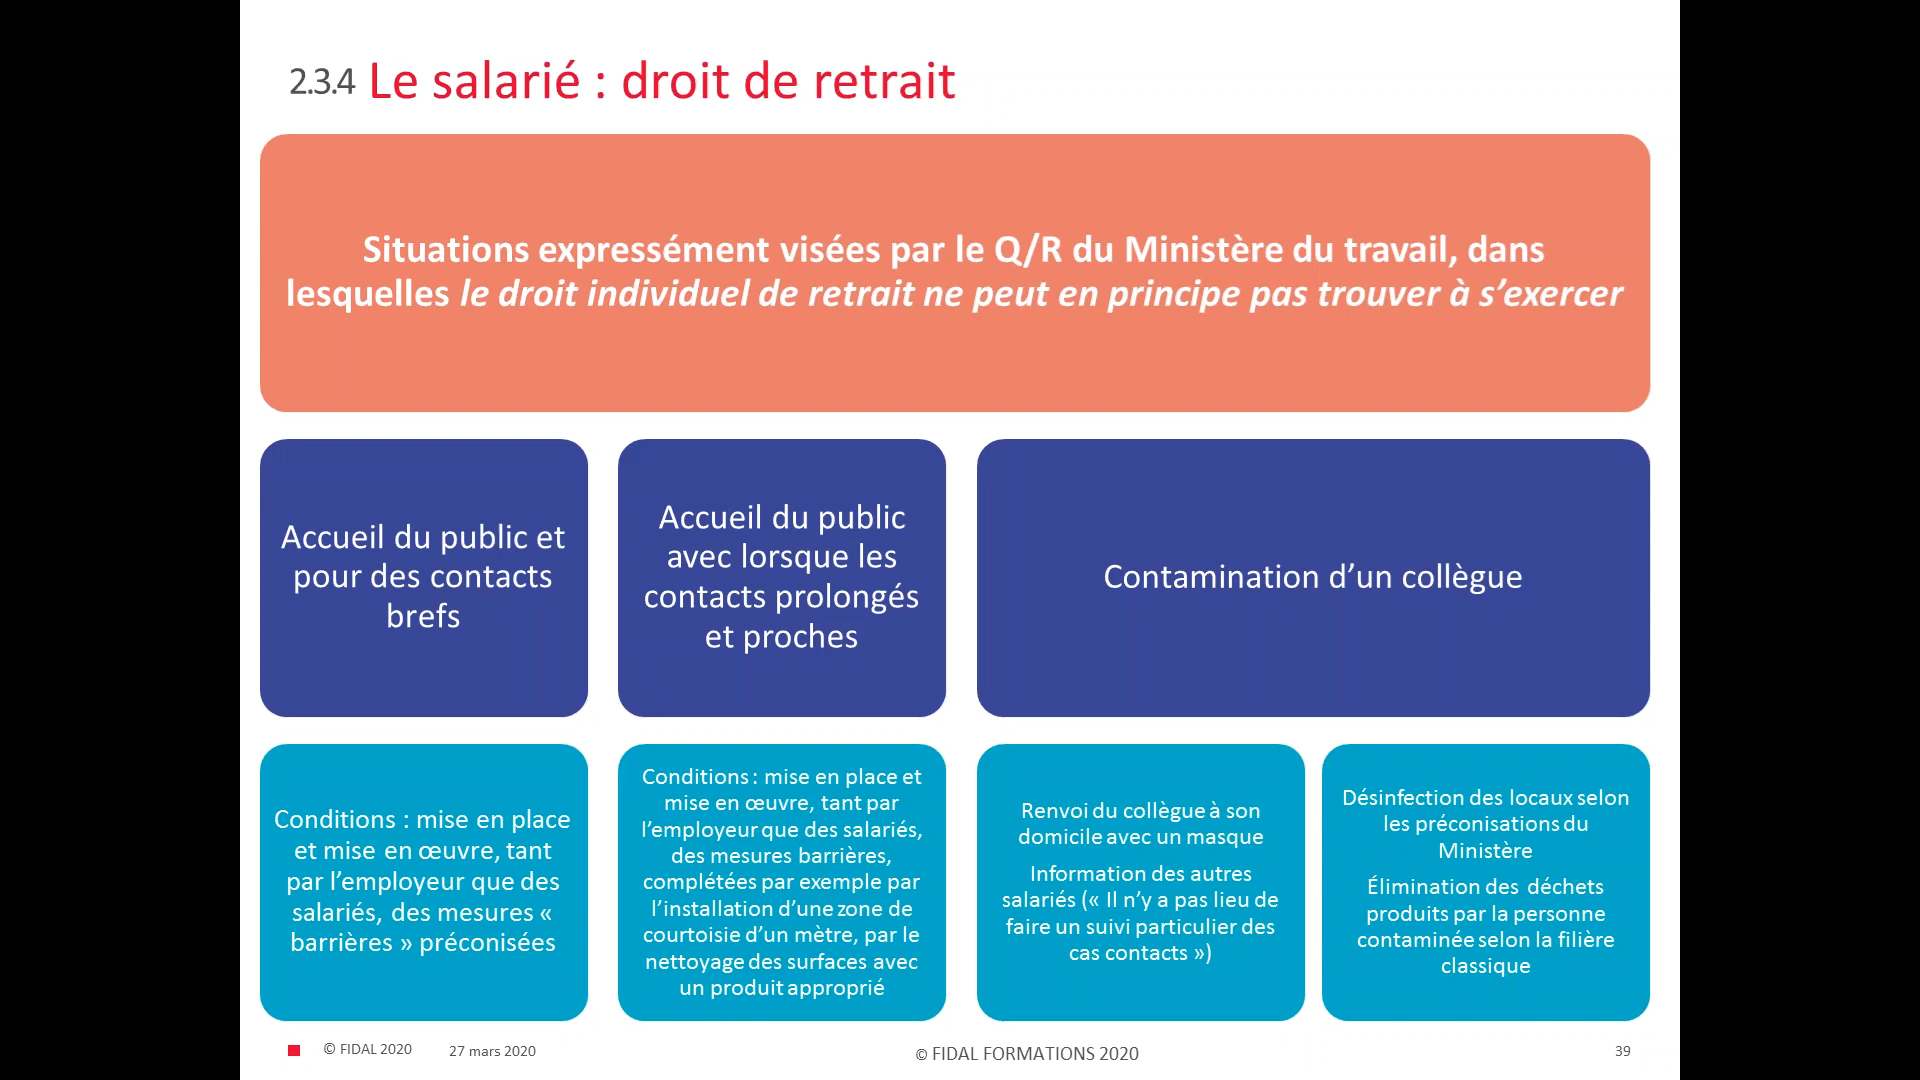 2.3.4 Le salarié : droit de retrait
Situations expressément visées par le Q/R du Ministère du travail, dans
lesquelles le droit individuel de retrait ne peut en principe pas trouver à s’exercer
Accueil du public et
pour des contacts
brefs
Accueil du public
avec lorsque les
contacts prolongés
et proches
Contamination d’un collègue
Conditions : mise en place
et mise en œuvre, tant
par l’employeur que des
salariés, des mesures «
barrières » préconisées
Conditions : mise en place et
mise en œuvre, tant par
l’employeur que des salariés,
des mesures barrières,
complétées par exemple par
l’installation d’une zone de
courtoisie d’un mètre, par le
nettoyage des surfaces avec
un produit approprié
Renvoi du collègue à son
domicile avec un masque
Information des autres
salariés (« Il n’y a pas lieu de
faire un suivi particulier des
cas contacts »)
Désinfection des locaux selon
les préconisations du
Ministère
Élimination des déchets
produits par la personne
contaminée selon la filière
classique
© FIDAL 2020
27 mars 2020
© FIDAL FORMATIONS 2020
39